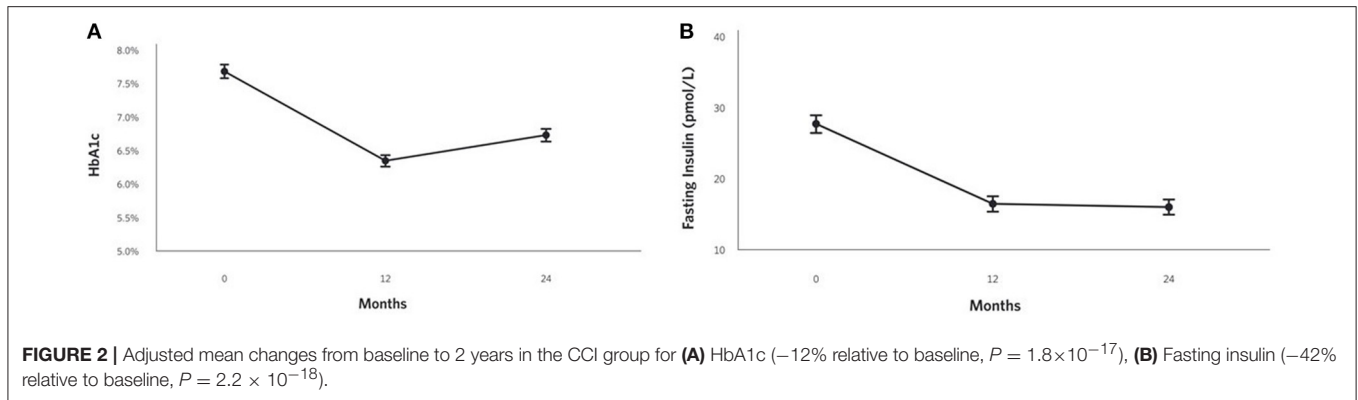 A
8.0%
7.5%
7.0%
6.5%
6.0%
5.5%
5.0%
HbA1c
0 12 24
Months
B
40
30
20
10
Fasting Insulin (pmol/L)
0 12 24
Months
FIGURE 2 | Adjusted mean changes from baseline to 2 years in the CCI group for (A) HbA1c (−12% relative to baseline, P = 1.8×10−17), (B) Fasting insulin (−42%
relative to baseline, P = 2.2 × 10−18).